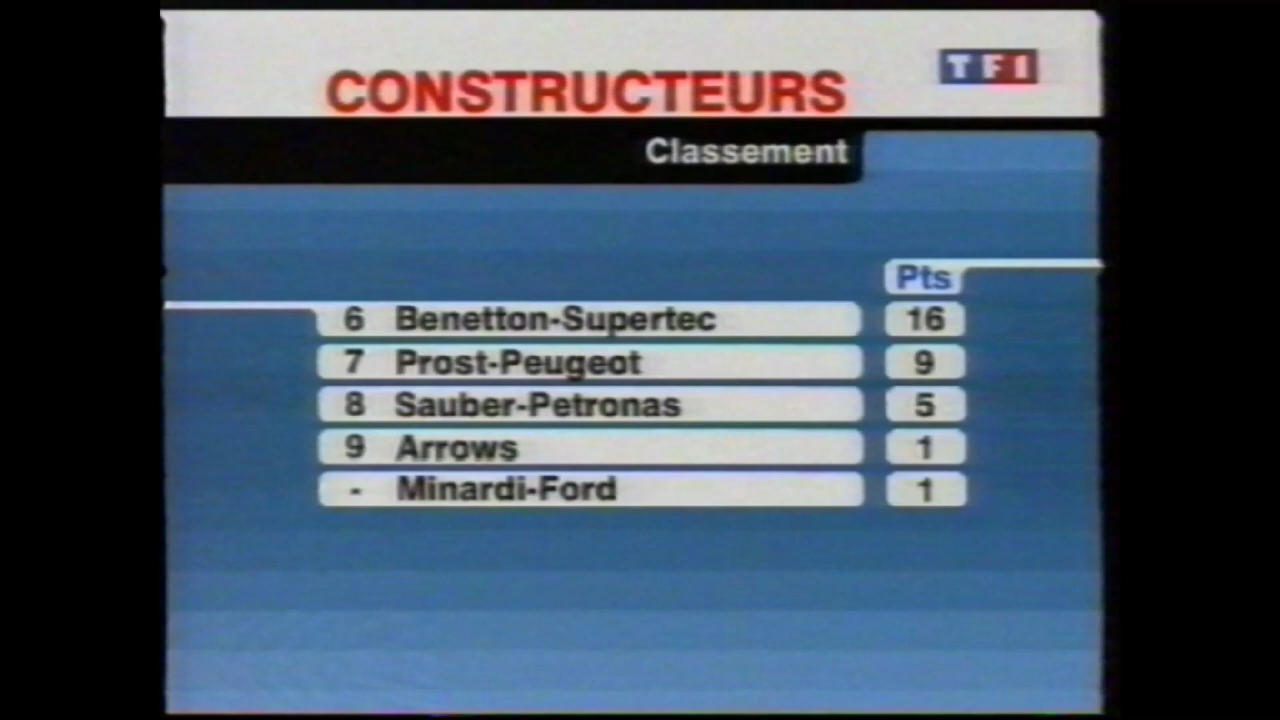 TF1
CONSTRUCTEURS
Classement
Pts
6 Benetton-Supertec 16
7 Prost-Peugeot 9
8 Sauber-Petronas 5
9 Arrows 1
- Minardi-Ford 1